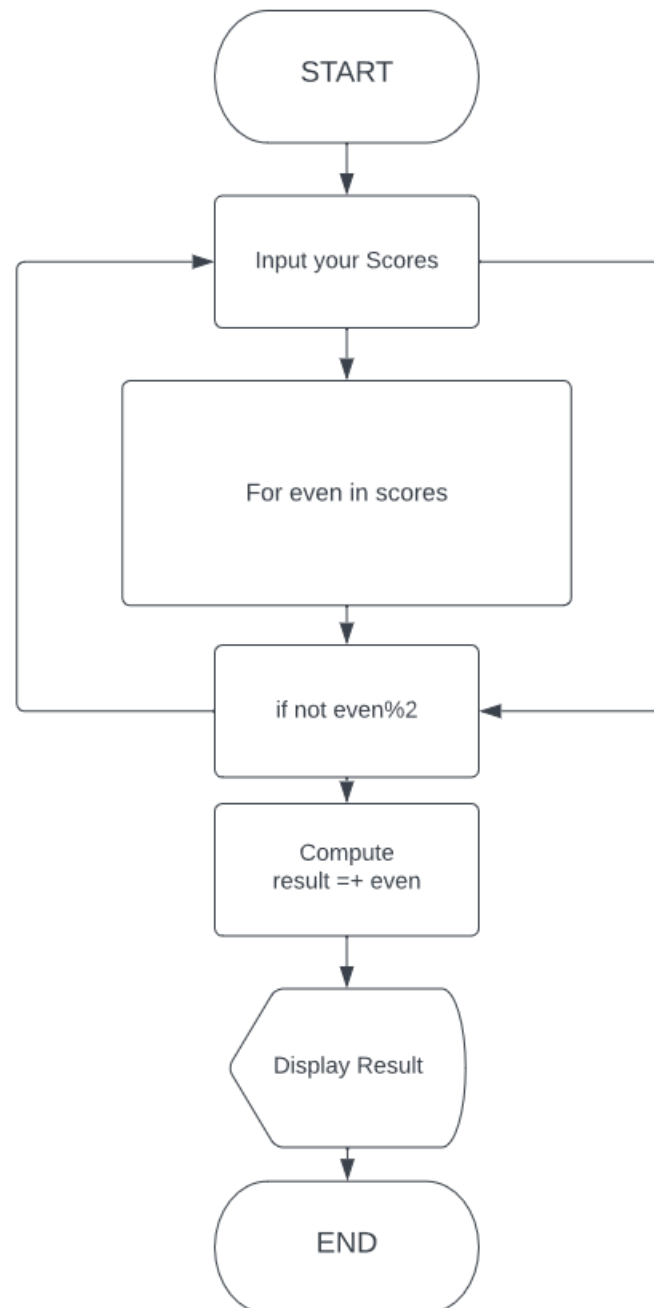 START
Input your Scores
For even in scores
if not even%2
Compute
result =+ even
Display Result
END